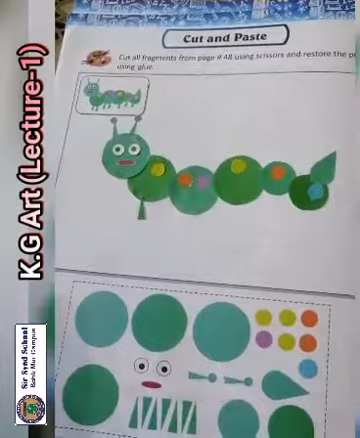 K.G Art (Lecture-1)
Sir Syed School
Cut and Paste
Cut all fragments from page # 48 using scissors and restore the
using glue.